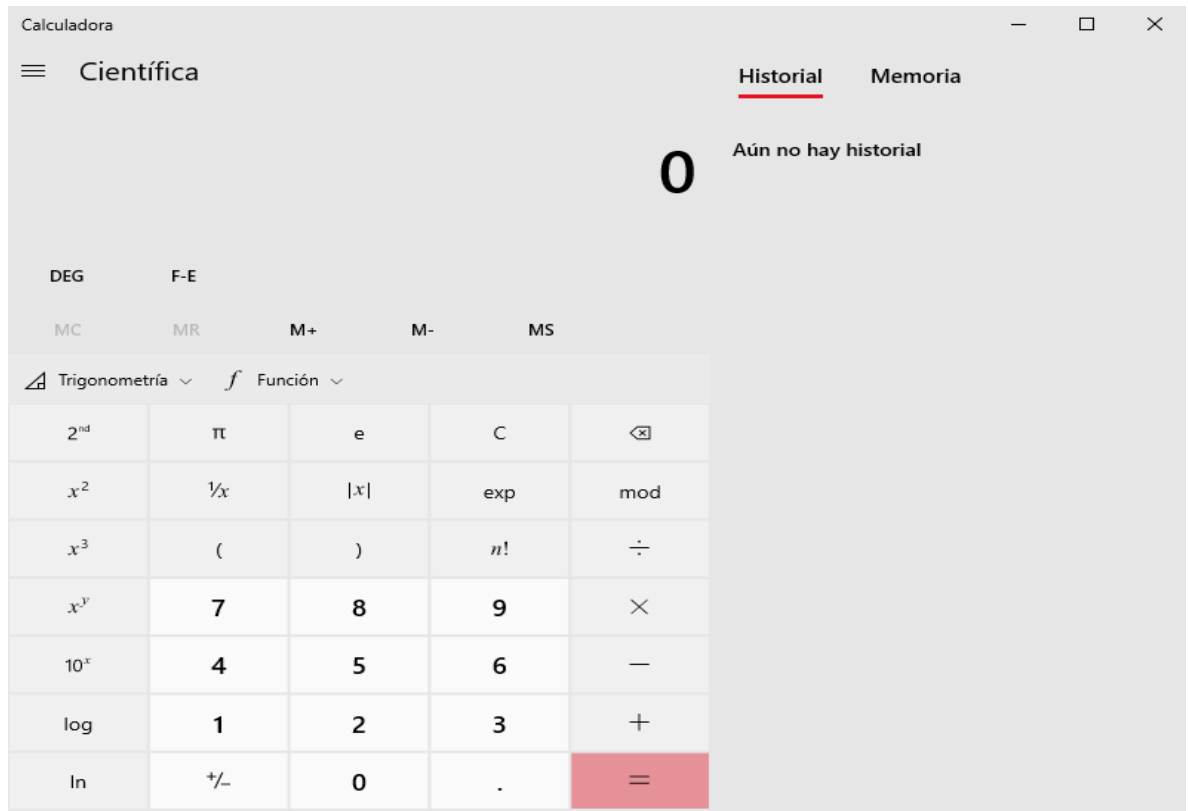 Calculadora
Científica
0
DEG F-E
MC MR M+ M- MS
Trigonometría f Función
2ⁿᵈ π e C
x² ¹/x |x| exp mod
x³ ( ) n! ÷
xʸ 7 8 9 ×
10ˣ 4 5 6 −
log 1 2 3 +
ln +/− 0 . =
Historial Memoria
Aún no hay historial